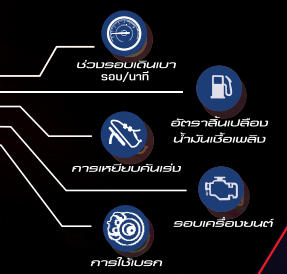 ช่วงรอบเดินเบา
รอบ/นาที
อัตราสิ้นเปลือง
น้ำมันเชื้อเพลิง
การเหยียบคันเร่ง
รอบเครื่องยนต์
การใช้เบรก